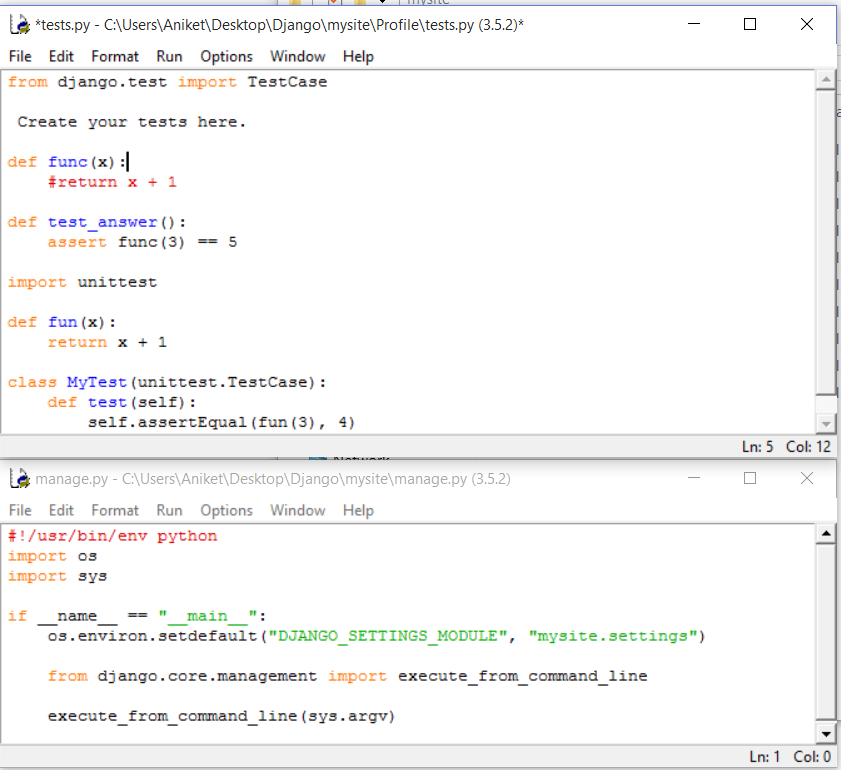 mysite
*tests.py - C:\Users\Aniket\Desktop\Django\mysite\Profile\tests.py (3.5.2)*
File Edit Format Run Options Window Help
from django.test import TestCase
Create your tests here.
def func(x):
#return x + 1
def test_answer():
assert func(3) == 5
import unittest
def fun(x):
return x + 1
class MyTest(unittest.TestCase):
def test(self):
self.assertEqual(fun(3), 4)
Ln: 5 Col: 12
Network
manage.py - C:\Users\Aniket\Desktop\Django\mysite\manage.py (3.5.2)
File Edit Format Run Options Window Help
#!/usr/bin/env python
import os
import sys
if __name__ == "__main__":
os.environ.setdefault("DJANGO_SETTINGS_MODULE", "mysite.settings")
from django.core.management import execute_from_command_line
execute_from_command_line(sys.argv)
Ln: 1 Col: 0